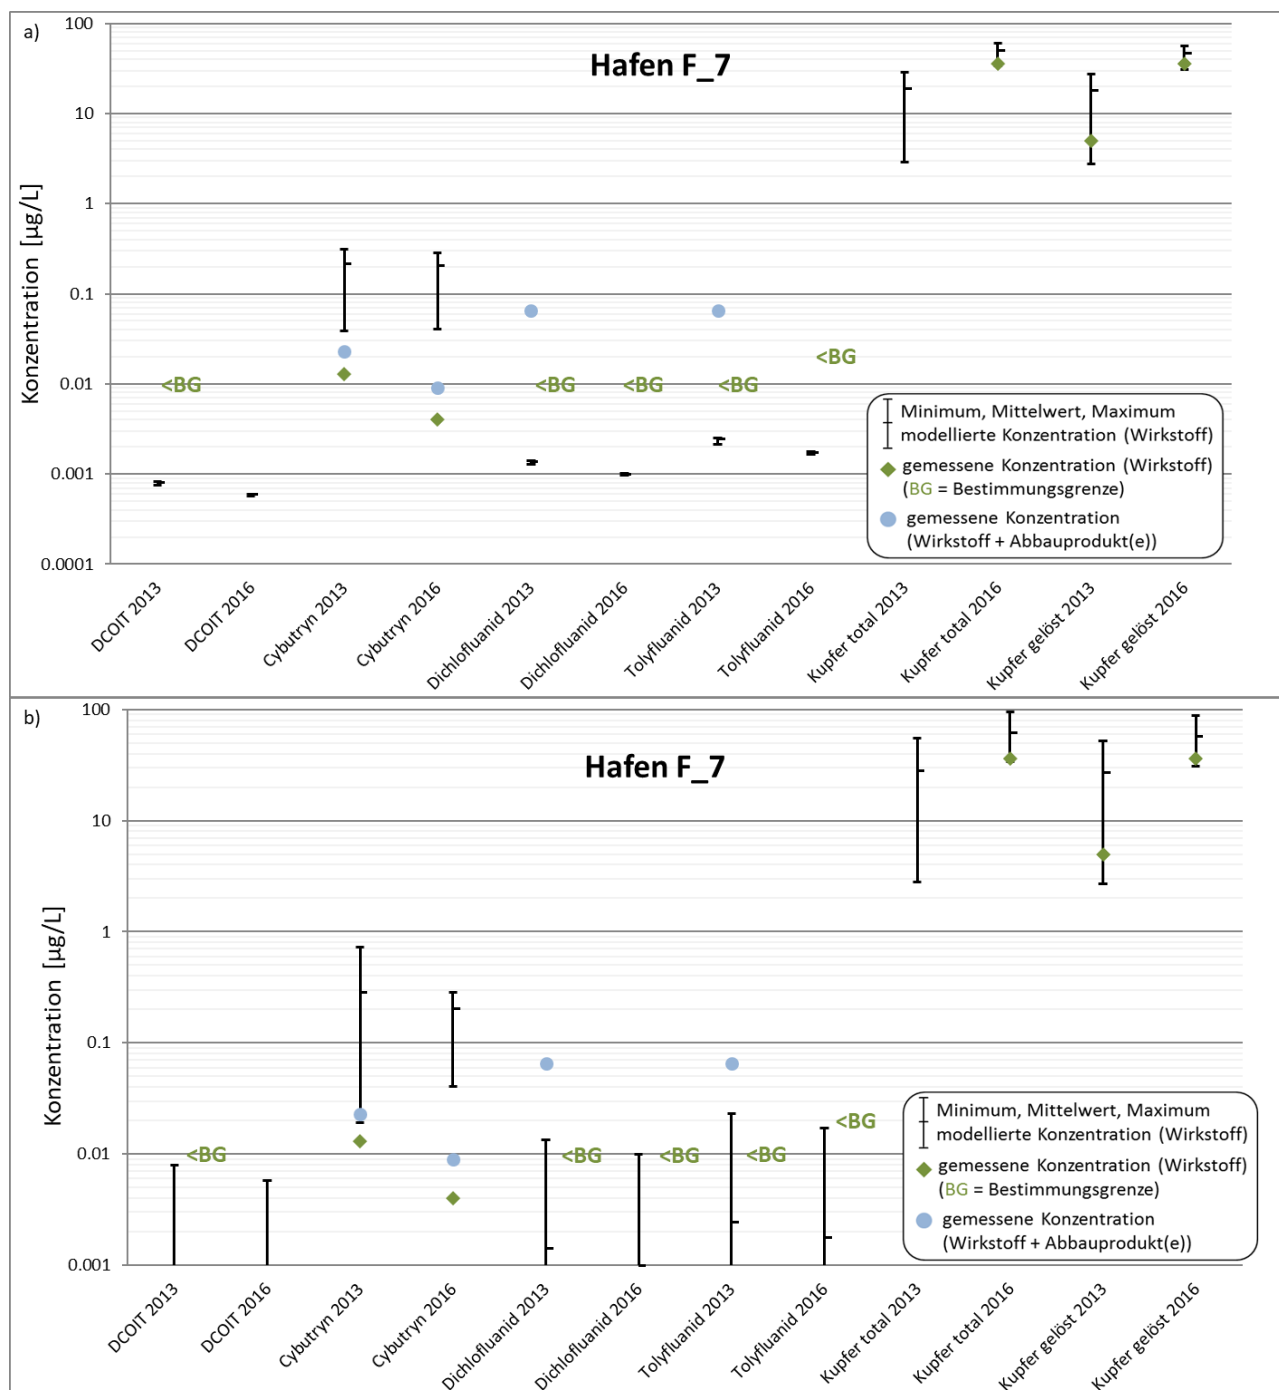 a)
Hafen F_7
Konzentration [µg/L]
100
10
1
0.1
0.01
0.001
0.0001
<BG
<BG
<BG
<BG
<BG
Minimum, Mittelwert, Maximum
modellierte Konzentration (Wirkstoff)
gemessene Konzentration (Wirkstoff)
(BG = Bestimmungsgrenze)
gemessene Konzentration
(Wirkstoff + Abbauprodukt(e))
DCOIT 2013
DCOIT 2016
Cybutryn 2013
Cybutryn 2016
Dichlofluanid 2013
Dichlofluanid 2016
Tolyfluanid 2013
Tolyfluanid 2016
Kupfer total 2013
Kupfer total 2016
Kupfer gelöst 2013
Kupfer gelöst 2016
b)
Hafen F_7
Konzentration [µg/L]
100
10
1
0.1
0.01
0.001
<BG
<BG
<BG
<BG
<BG
Minimum, Mittelwert, Maximum
modellierte Konzentration (Wirkstoff)
gemessene Konzentration (Wirkstoff)
(BG = Bestimmungsgrenze)
gemessene Konzentration
(Wirkstoff + Abbauprodukt(e))
DCOIT 2013
DCOIT 2016
Cybutryn 2013
Cybutryn 2016
Dichlofluanid 2013
Dichlofluanid 2016
Tolyfluanid 2013
Tolyfluanid 2016
Kupfer total 2013
Kupfer total 2016
Kupfer gelöst 2013
Kupfer gelöst 2016